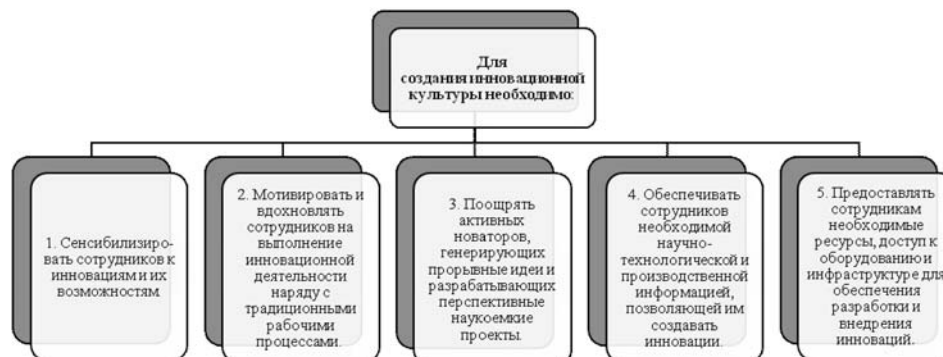 Для
создания инновационной
культуры необходимо:
1. Сенсибилизиро-
вать сотрудников к
инновациям и их
возможностям.
2. Мотивировать и
вдохновлять
сотрудников на
выполнение
инновационной
деятельности
наряду с
традиционными
рабочими
процессами.
3. Поощрять
активных
новаторов,
генерирующих
прорывные идеи и
разрабатывающих
перспективные
наукоемкие
проекты.
4. Обеспечивать
сотрудников
необходимой
научно-
технологической и
производственной
информацией,
позволяющей им
создавать
инновации.
5. Предоставлять
сотрудникам
необходимые
ресурсы, доступ к
оборудованию и
инфраструктуре для
обеспечения
разработки и
внедрения
инноваций.